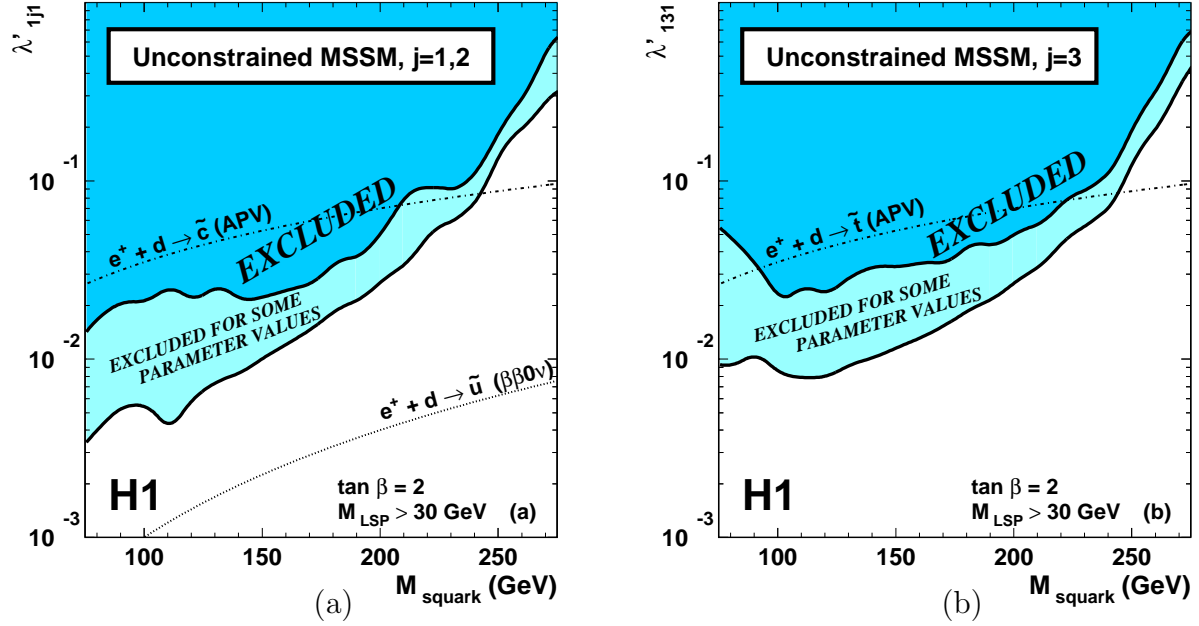 λ'1j1
Unconstrained MSSM, j=1,2
10 -1
10 -2
10 -3
e+ + d → c̃ (APV)
EXCLUDED
EXCLUDED FOR SOME
PARAMETER VALUES
e+ + d → ũ (ββ0ν)
H1
tan β = 2
M LSP > 30 GeV (a)
100 150 200 250
M squark (GeV)
(a)
λ'131
Unconstrained MSSM, j=3
10 -1
10 -2
10 -3
e+ + d → t̃ (APV)
EXCLUDED
EXCLUDED FOR SOME
PARAMETER VALUES
H1
tan β = 2
M LSP > 30 GeV (b)
100 150 200 250
M squark (GeV)
(b)